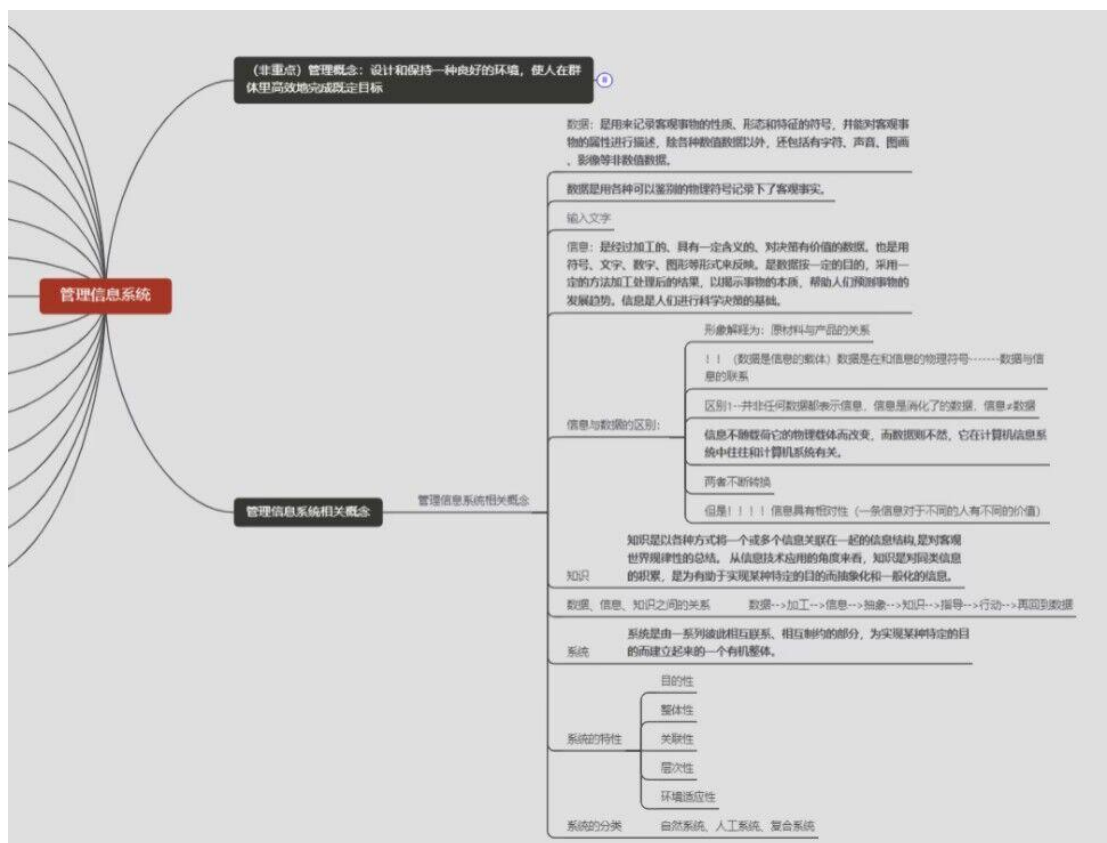 （非重点）管理概念：设计和保持一种良好的环境，使人在群
体里高效地完成既定目标
8
数据：是用来记录客观事物的性质、形态和特征的符号，并能对客观事
物的属性进行描述，除各种数值数据以外，还包括有字符、声音、图画
、影像等非数值数据。
数据是用各种可以鉴别的物理符号记录下了客观事实。
输入文字
信息：是经过加工的、具有一定含义的、对决策有价值的数据。也是用
符号、文字、数字、图形等形式来反映。是数据按一定的目的，采用一
定的方法加工处理后的结果，以揭示事物的本质，帮助人们预测事物的
发展趋势。信息是人们进行科学决策的基础。
管理信息系统
形象解释为：原材料与产品的关系
！！（数据是信息的载体）数据是在和信息的物理符号-------数据与信
息的联系
区别1--并非任何数据都表示信息，信息是消化了的数据，信息≠数据
信息与数据的区别：
信息不随载荷它的物理载体而改变，而数据则不然，它在计算机信息系
统中往往和计算机系统有关。
两者不断转换
但是！！！！信息具有相对性（一条信息对于不同的人有不同的价值）
管理信息系统相关概念
管理信息系统相关概念
知识是以各种方式将一个或多个信息关联在一起的信息结构,是对客观
世界规律性的总结。 从信息技术应用的角度来看，知识是对同类信息
知识
的积累，是为有助于实现某种特定的目的而抽象化和一般化的信息。
数据、信息、知识之间的关系 数据-->加工-->信息-->抽象-->知识-->指导-->行动-->再回到数据
系统是由一系列彼此相互联系、相互制约的部分，为实现某种特定的目
系统
的而建立起来的一个有机整体。
目的性
整体性
系统的特性
关联性
层次性
环境适应性
系统的分类 自然系统、人工系统、复合系统